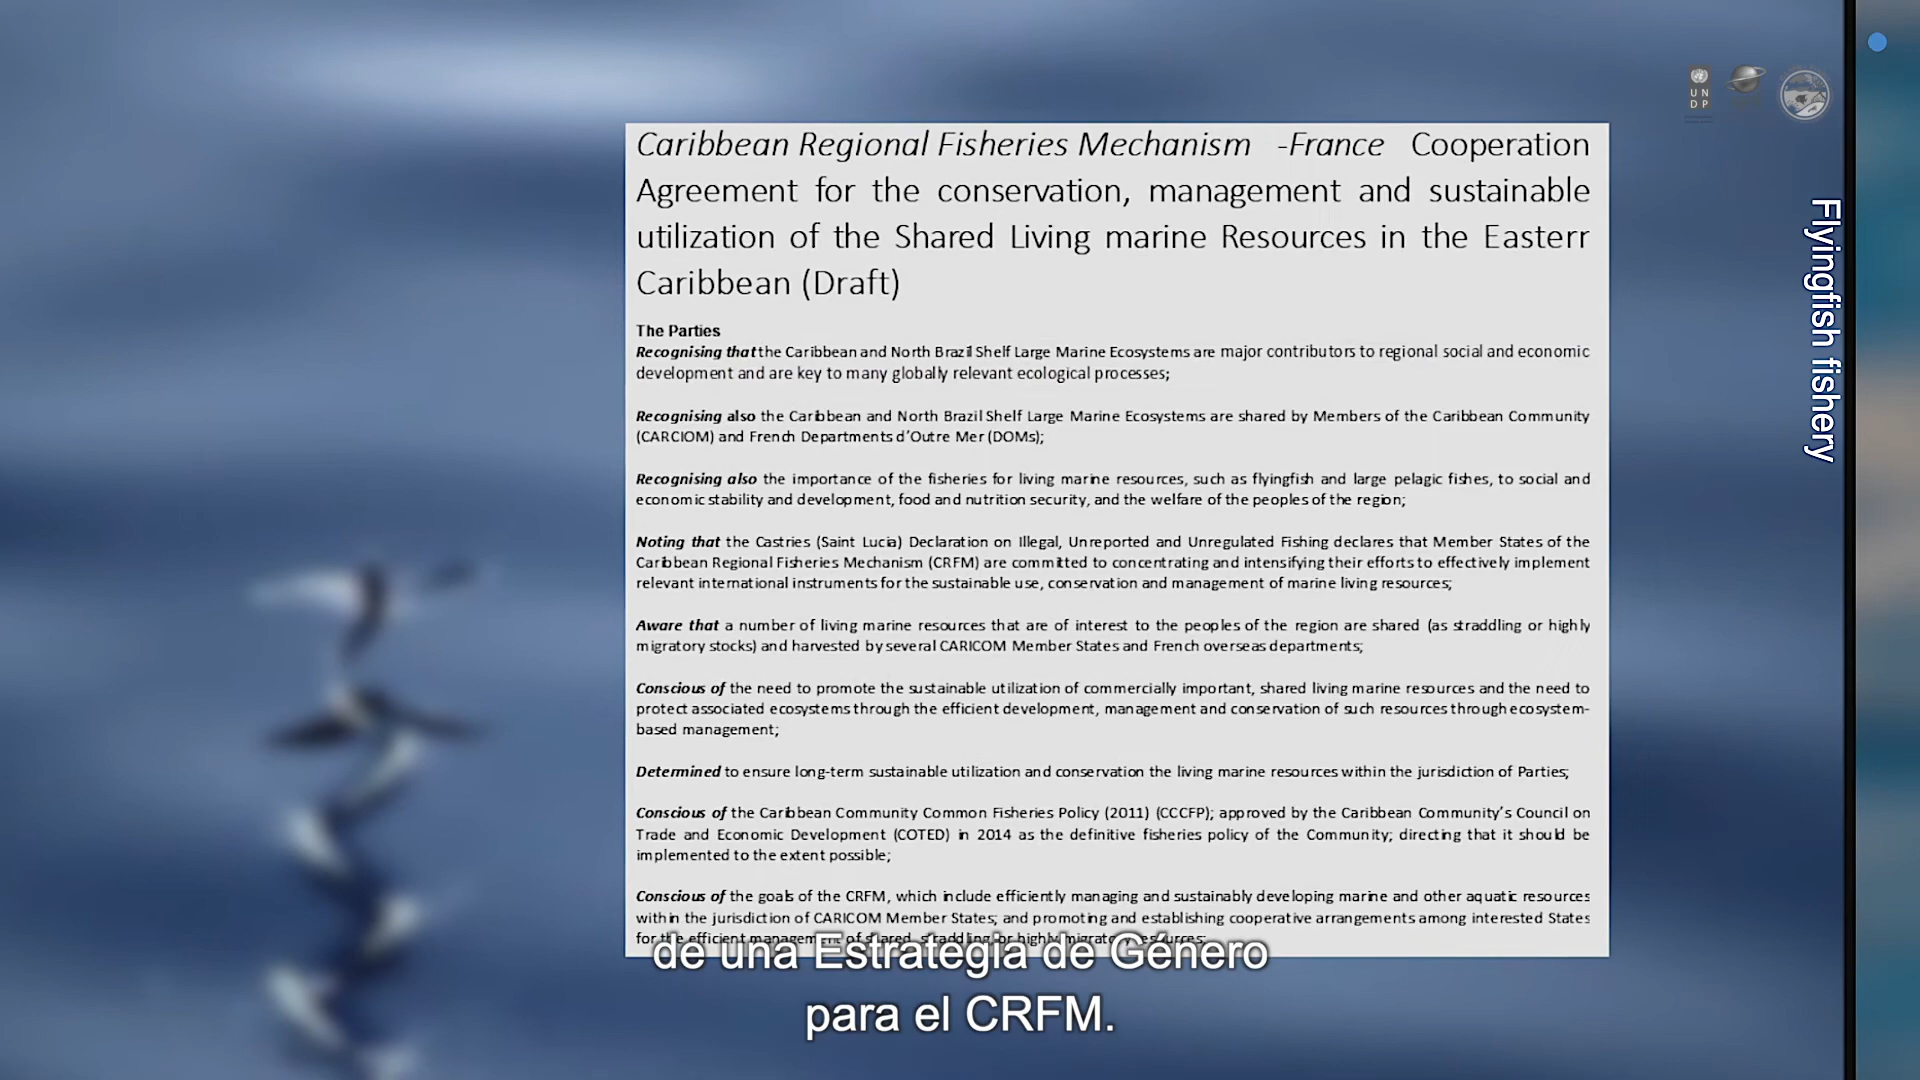 UN
DP
Caribbean Regional Fisheries Mechanism -France Cooperation
Agreement for the conservation, management and sustainable
utilization of the Shared Living marine Resources in the Easterr
Caribbean (Draft)
The Parties
Recognising that the Caribbean and North Brazil Shelf Large Marine Ecosystems are major contributors to regional social and economic
development and are key to many globally relevant ecological processes;
Recognising also the Caribbean and North Brazil Shelf Large Marine Ecosystems are shared by Members of the Caribbean Community
(CARCIOM) and French Departments d'Outre Mer (DOMs);
Recognising also the importance of the fisheries for living marine resources, such as flyingfish and large pelagic fishes, to social and
economic stability and development, food and nutrition security, and the welfare of the peoples of the region;
Noting that the Castries (Saint Lucia) Declaration on Illegal, Unreported and Unregulated Fishing declares that Member States of the
Caribbean Regional Fisheries Mechanism (CRFM) are committed to concentrating and intensifying their efforts to effectively implement
relevant international instruments for the sustainable use, conservation and management of marine living resources;
Aware that a number of living marine resources that are of interest to the peoples of the region are shared (as straddling or highly
migratory stocks) and harvested by several CARICOM Member States and French overseas departments;
Conscious of the need to promote the sustainable utilization of commercially important, shared living marine resources and the need to
protect associated ecosystems through the efficient development, management and conservation of such resources through ecosystem-
based management;
Determined to ensure long-term sustainable utilization and conservation the living marine resources within the jurisdiction of Parties;
Conscious of the Caribbean Community Common Fisheries Policy (2011) (CCCFP); approved by the Caribbean Community's Council on
Trade and Economic Development (COTED) in 2014 as the definitive fisheries policy of the Community; directing that it should be
implemented to the extent possible;
Conscious of the goals of the CRFM, which include efficiently managing and sustainably developing marine and other aquatic resources
within the jurisdiction of CARICOM Member States; and promoting and establishing cooperative arrangements among interested States
for the efficient management of shared, straddling or highly migratory resources;
de una Estrategia de Género
para el CRFM.
Flyingfish fishery